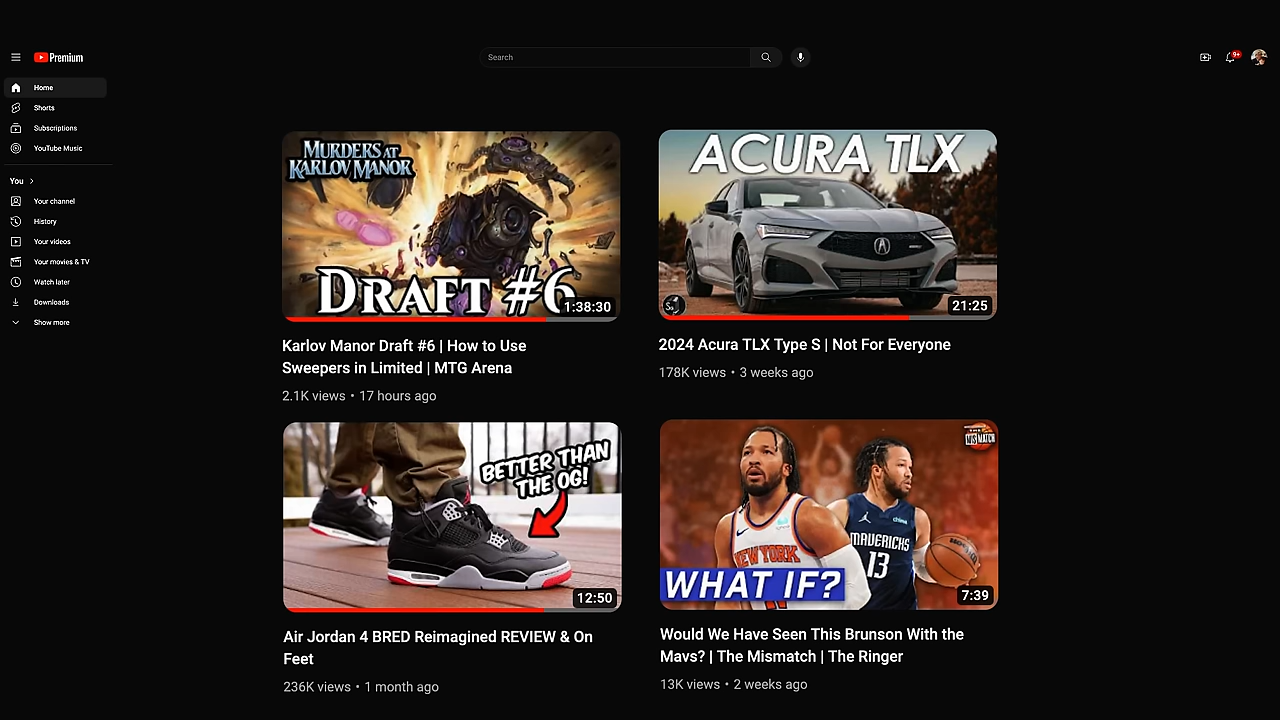 Premium
Search
9+
Home
Shorts
Subscriptions
YouTube Music
You
Your channel
History
Your videos
Your movies & TV
Watch later
Downloads
Show more
MURDERS AT
KARLOV MANOR
DRAFT #6
1:38:30
Karlov Manor Draft #6 | How to Use
Sweepers in Limited | MTG Arena
2.1K views • 17 hours ago
ACURA TLX
21:25
2024 Acura TLX Type S | Not For Everyone
178K views • 3 weeks ago
BETTER THAN
THE OG!
12:50
Air Jordan 4 BRED Reimagined REVIEW & On
Feet
236K views • 1 month ago
THE
MISMATCH
NEW YORK
MAVERICKS
13
WHAT IF?
7:39
Would We Have Seen This Brunson With the
Mavs? | The Mismatch | The Ringer
13K views • 2 weeks ago